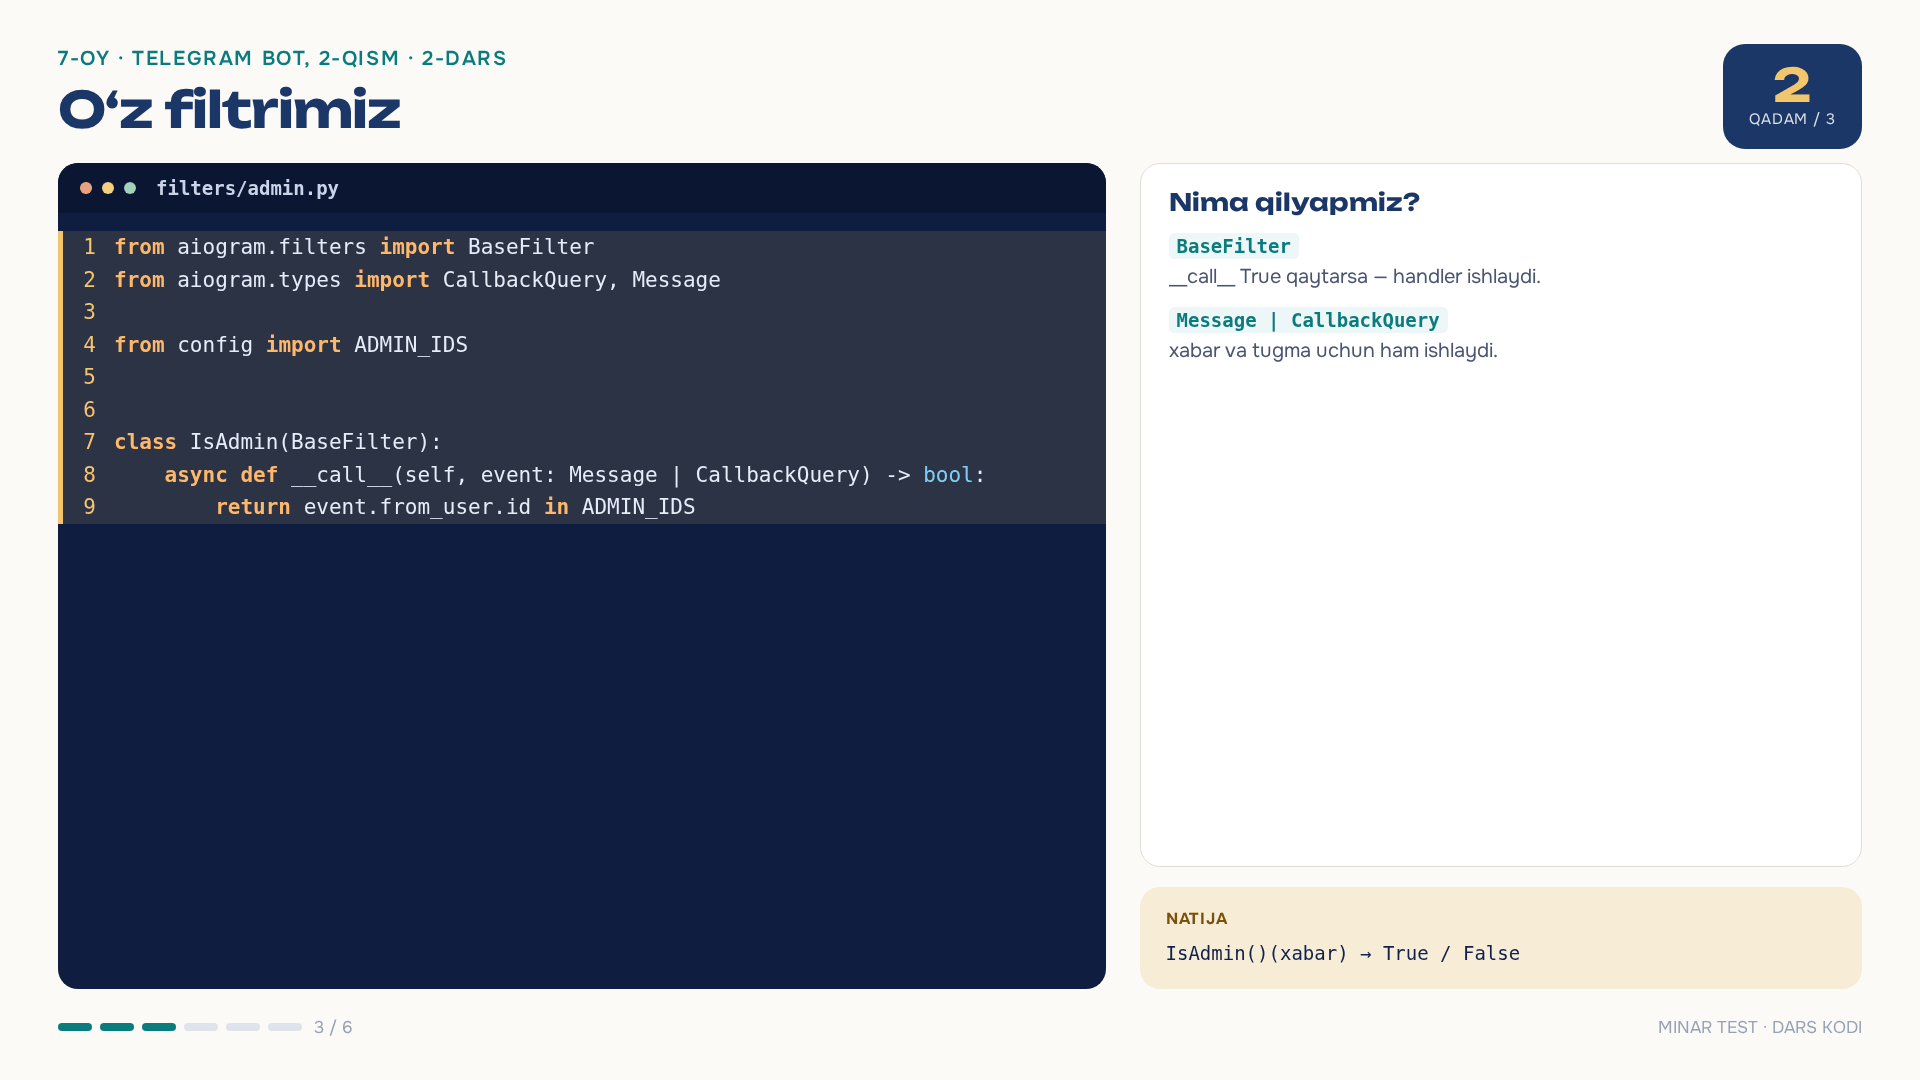 7-OY · TELEGRAM BOT, 2-QISM · 2-DARS
O‘z filtrimiz
2
QADAM / 3
filters/admin.py
1 from aiogram.filters import BaseFilter
2 from aiogram.types import CallbackQuery, Message
3
4 from config import ADMIN_IDS
5
6
7 class IsAdmin(BaseFilter):
8     async def __call__(self, event: Message | CallbackQuery) -> bool:
9         return event.from_user.id in ADMIN_IDS
Nima qilyapmiz?
BaseFilter
__call__ True qaytarsa — handler ishlaydi.
Message | CallbackQuery
xabar va tugma uchun ham ishlaydi.
NATIJA
IsAdmin()(xabar) → True / False
3 / 6
MINAR TEST · DARS KODI